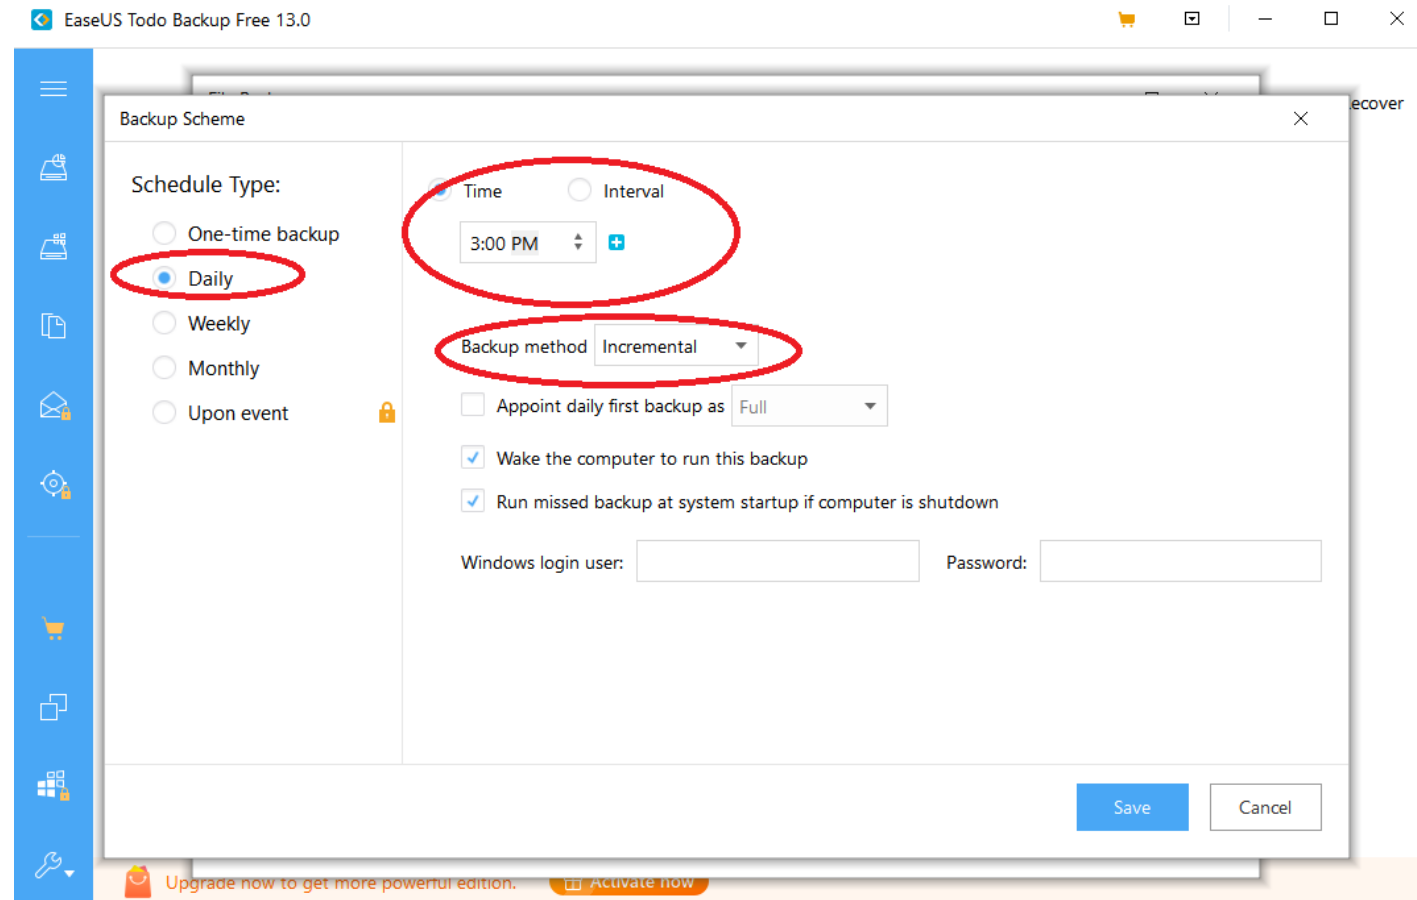 EaseUS Todo Backup Free 13.0
ecover
Backup Scheme
Schedule Type:
One-time backup
Daily
Weekly
Monthly
Upon event
Time
Interval
3:00 PM
Backup method
Incremental
Appoint daily first backup as
Full
Wake the computer to run this backup
Run missed backup at system startup if computer is shutdown
Windows login user:
Password:
Save
Cancel
Upgrade now to get more powerful edition.
Activate now